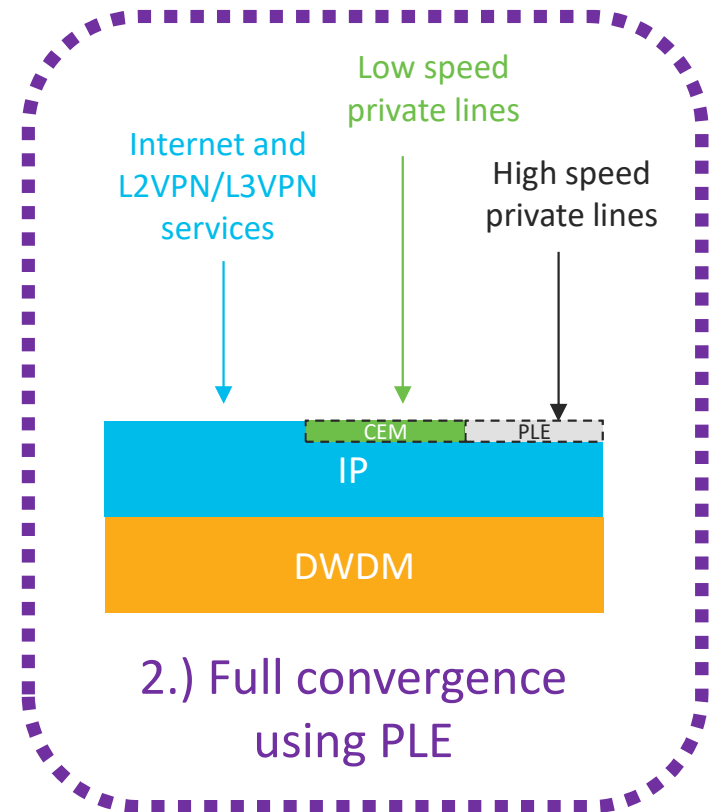 Low speed
private lines
Internet and
L2VPN/L3VPN
services
High speed
private lines
CEM
PLE
IP
DWDM
2.) Full convergence
using PLE